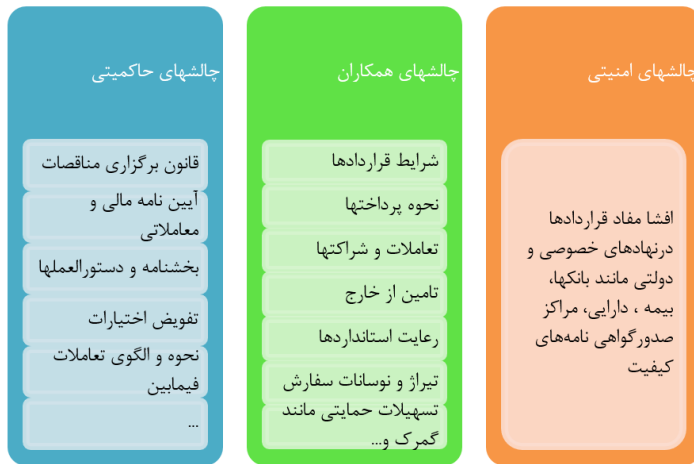 چالشهای امنیتی
افشا مفاد قراردادها
درنهادهای خصوصی و
دولتی مانند بانکها،
بیمه ، دارایی، مراکز
صدورگواهی نامه‌های
کیفیت
چالشهای همکاران
شرایط قراردادها
نحوه پرداختها
تعاملات و شراکتها
تامین از خارج
رعایت استانداردها
تیراژ و نوسانات سفارش
تسهیلات حمایتی مانند
گمرک و...
چالشهای حاکمیتی
قانون برگزاری مناقصات
آیین نامه مالی و
معاملاتی
بخشنامه و دستورالعملها
تفویض اختیارات
نحوه و الگوی تعاملات
فیمابین
...